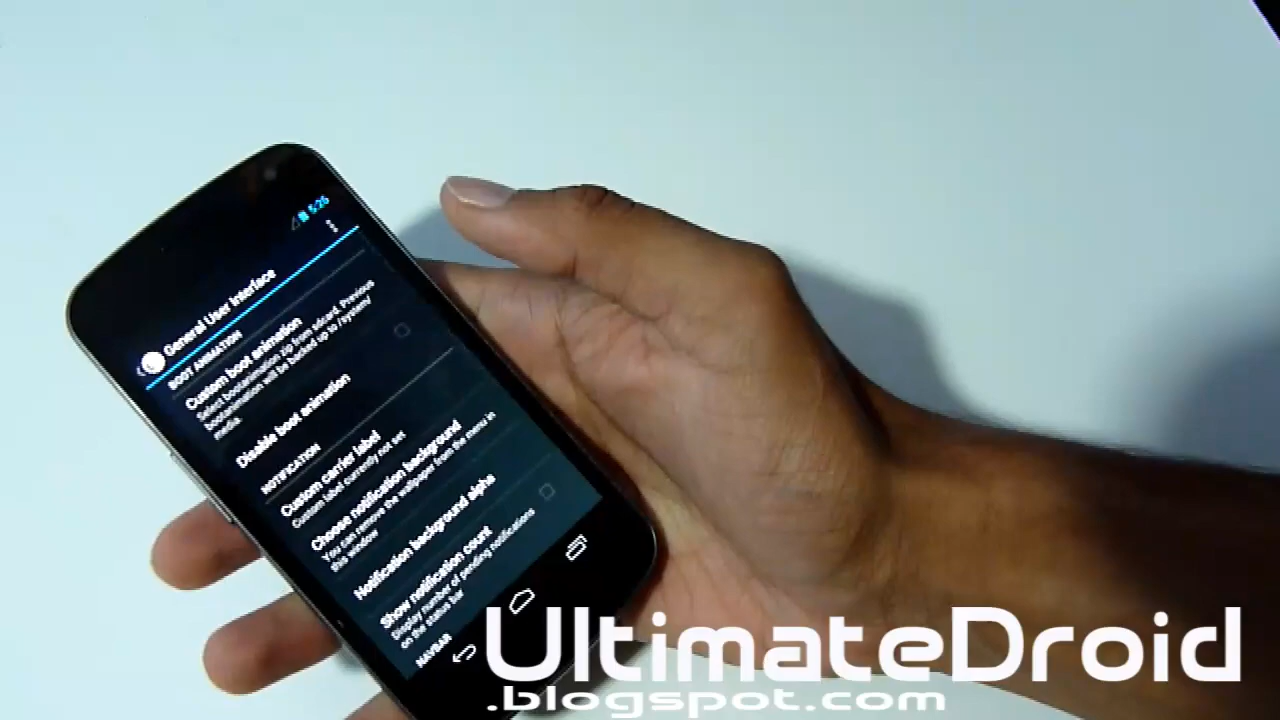 5:26
General User Interface
BOOT ANIMATION
Custom boot animation
Select bootanimation zip from sdcard. Previous
bootanimation will be backed up to /system/
media.
Disable boot animation
NOTIFICATION
Custom carrier label
Custom label currently not set
Choose notification background
You can remove the wallpaper from the menu in
this window
Notification background alpha
Show notification count
Display number of pending notifications
on the status bar
NAVBAR
UltimateDroid
.blogspot.com